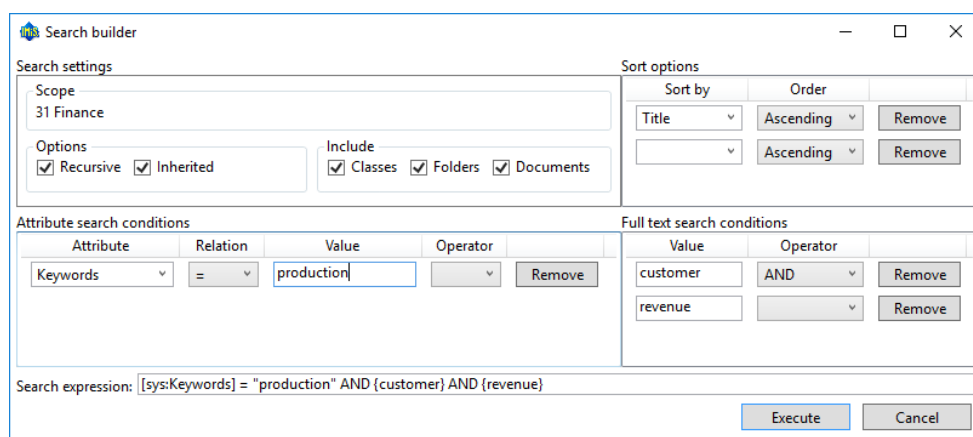 Search builder
Search settings
Scope
31 Finance
Options
Recursive Inherited
Include
Classes Folders Documents
Sort options
Sort by Order
Title Ascending Remove
Ascending Remove
Attribute search conditions
Attribute Relation Value Operator
Keywords = production Remove
Full text search conditions
Value Operator
customer AND Remove
revenue Remove
Search expression: [sys:Keywords] = "production" AND {customer} AND {revenue}
Execute Cancel